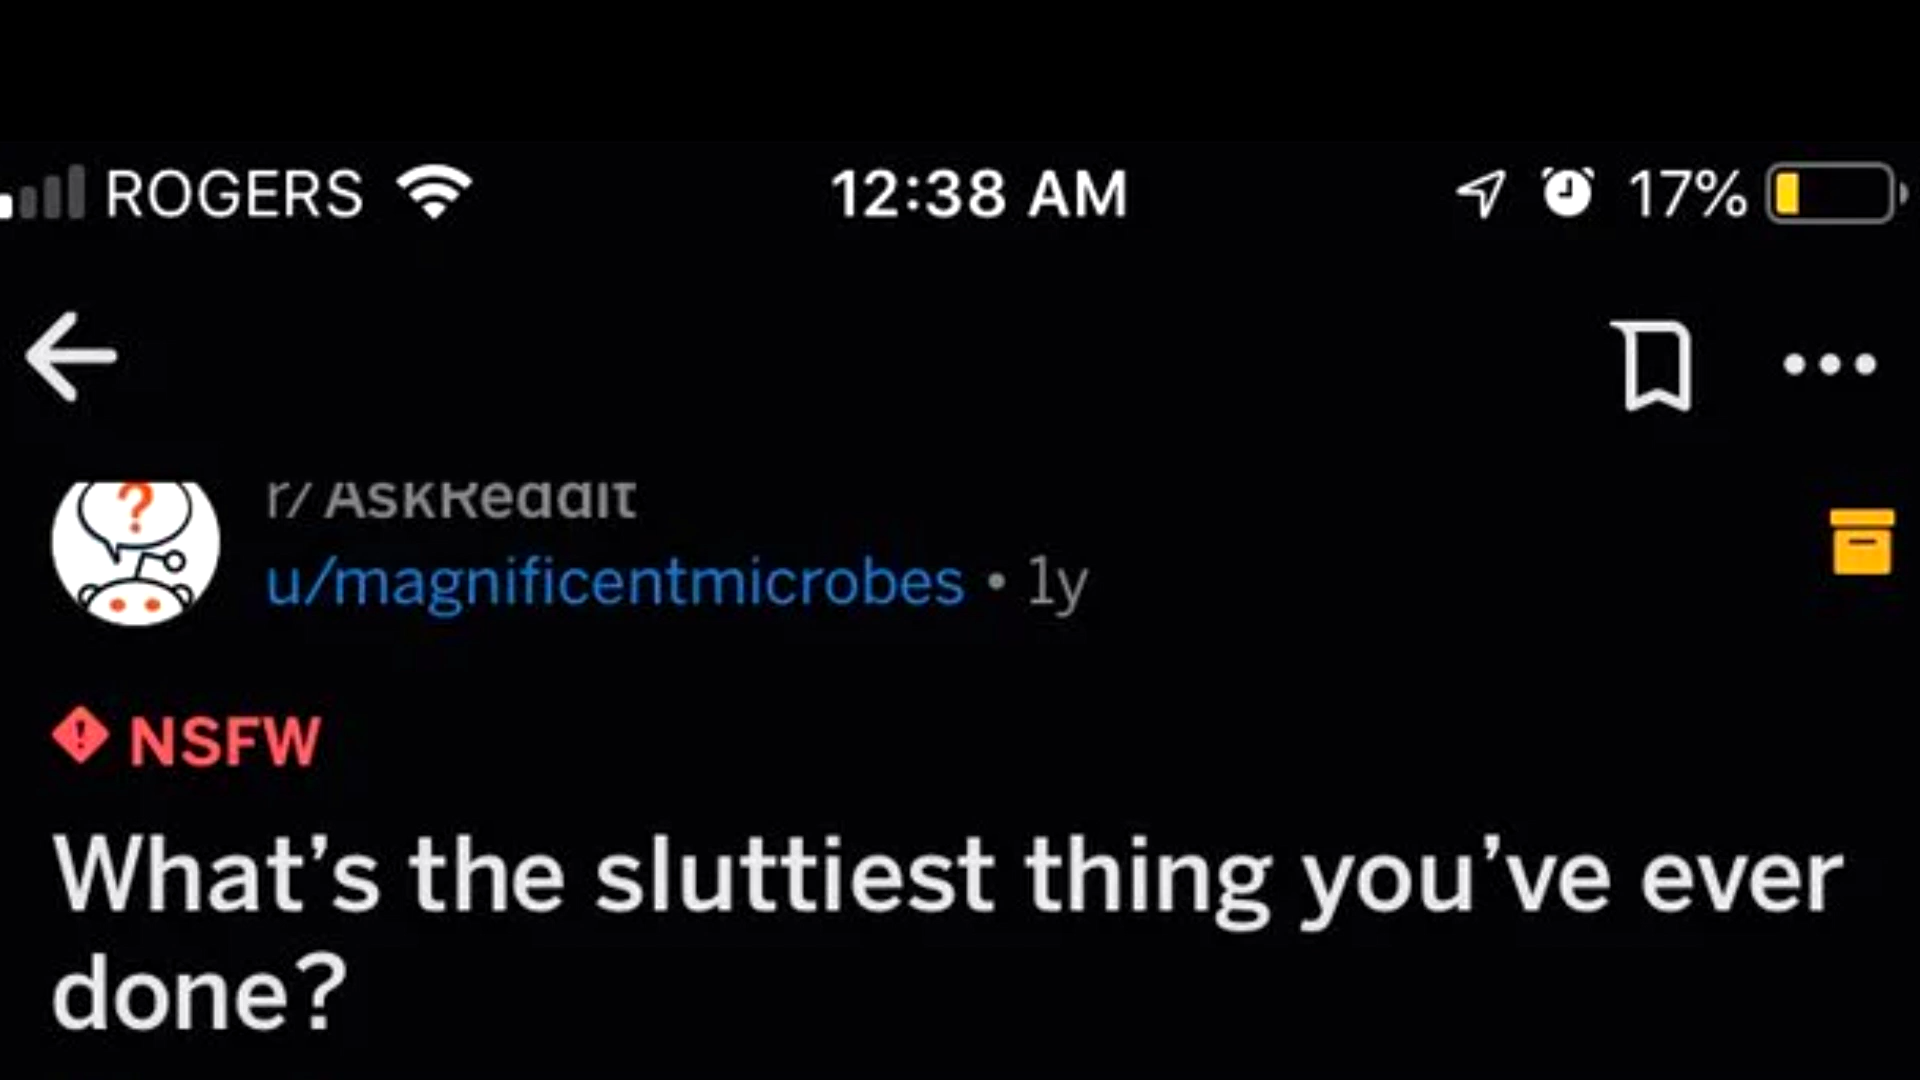 ROGERS 12:38 AM 17%
?
r/AskReddit
u/magnificentmicrobes • 1y
! NSFW
What’s the sluttiest thing you’ve ever
done?